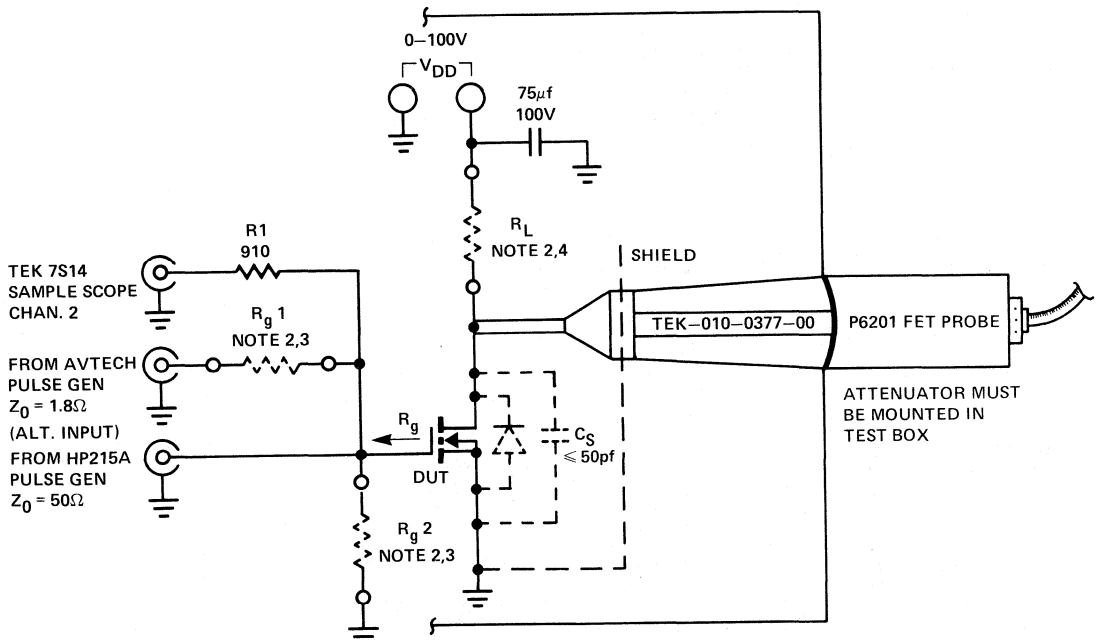 0–100V
V_DD
75μf
100V
R1
910
R_L
NOTE 2,4
SHIELD
TEK 7S14
SAMPLE SCOPE
CHAN. 2
R_g 1
NOTE 2,3
TEK–010–0377–00
P6201 FET PROBE
FROM AVTECH
PULSE GEN
Z_0 = 1.8Ω
(ALT. INPUT)
FROM HP215A
PULSE GEN
Z_0 = 50Ω
R_g
DUT
C_S
≤ 50pf
ATTENUATOR MUST
BE MOUNTED IN
TEST BOX
R_g 2
NOTE 2,3